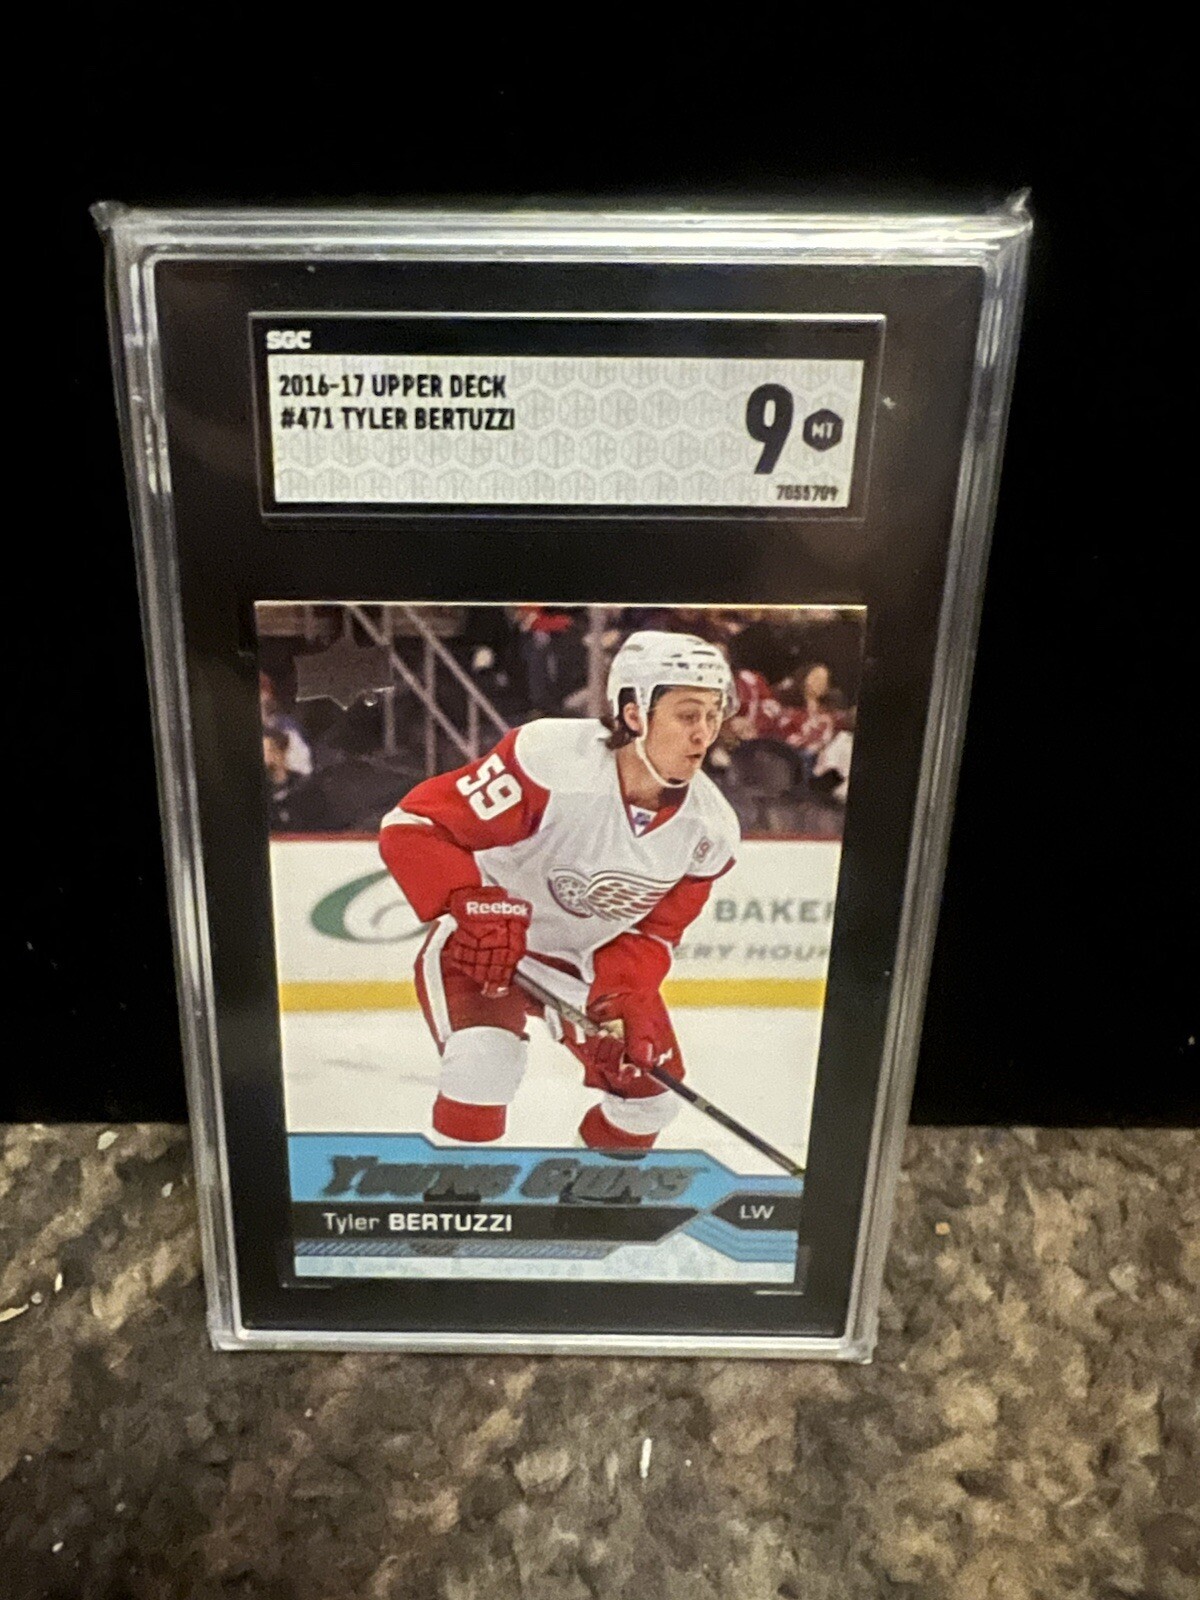 SGC
2016-17 UPPER DECK
#471 TYLER BERTUZZI
9 MT
7055709
59
Reebok
BAKER
ERY HOUR
YOUNG GUNS
Tyler BERTUZZI
LW